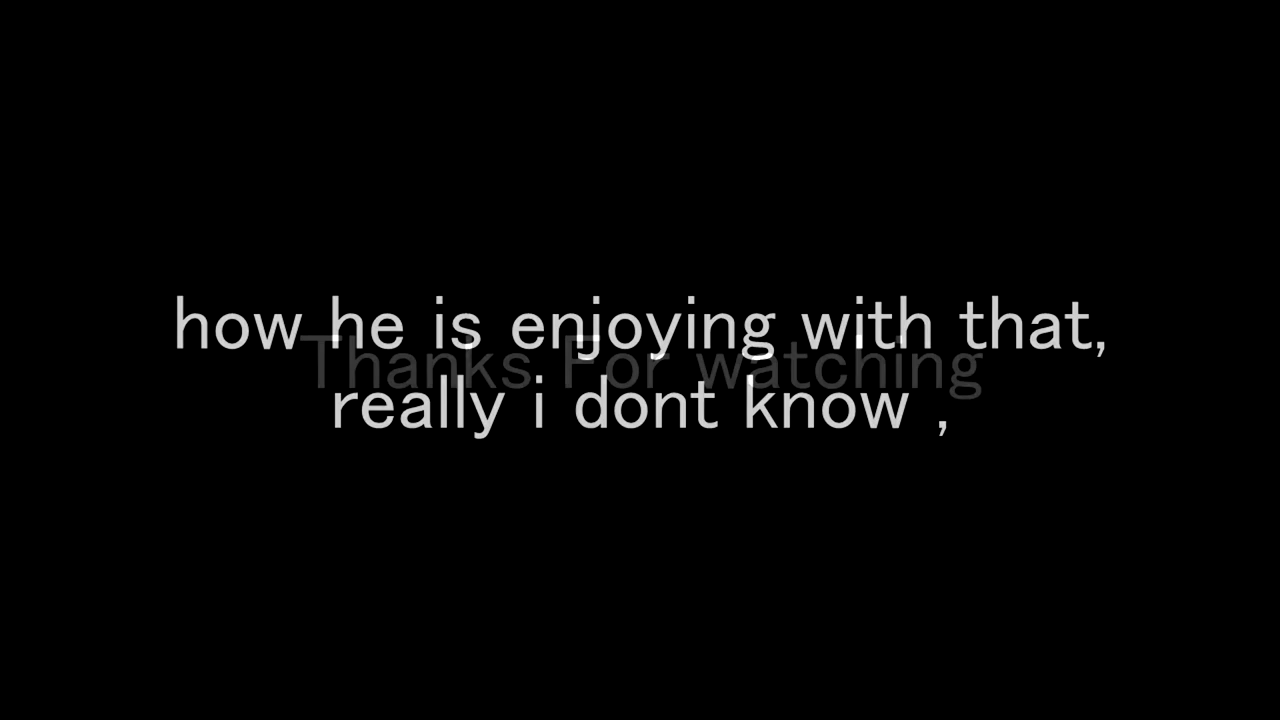 how he is enjoying with that,
Thanks For watching
really i dont know ,